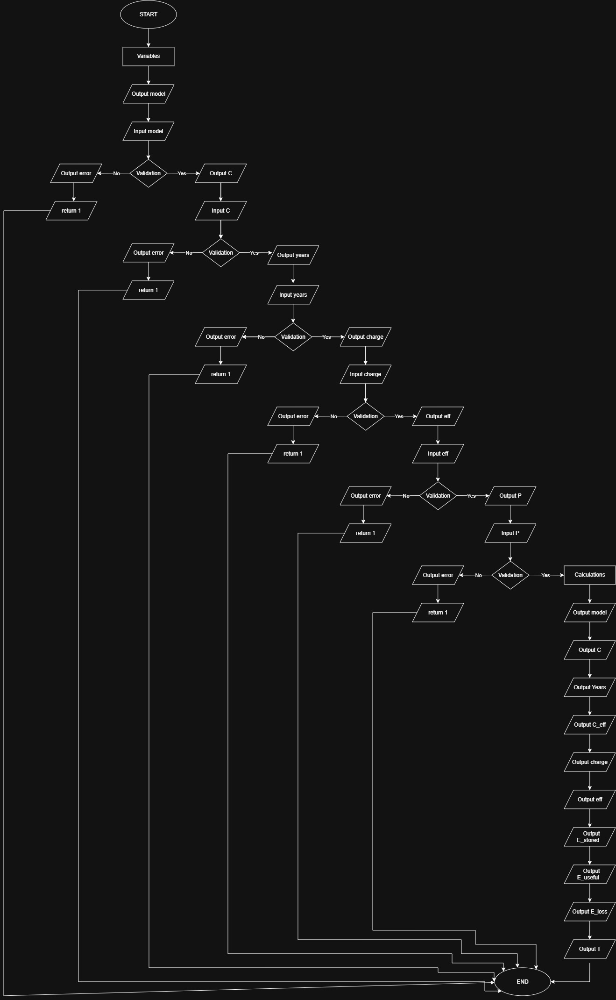 START
Variables
Output model
Input model
Output error
No
Validation
Yes
Output C
return 1
Input C
Output error
No
Validation
Yes
Output years
return 1
Input years
Output error
No
Validation
Yes
Output charge
return 1
Input charge
Output error
No
Validation
Yes
Output eff
return 1
Input eff
Output error
No
Validation
Yes
Output P
return 1
Input P
Output error
No
Validation
Yes
Calculations
return 1
Output model
Output C
Output Years
Output C_eff
Output charge
Output eff
Output
E_stored
Output
E_useful
Output E_loss
Output T
END